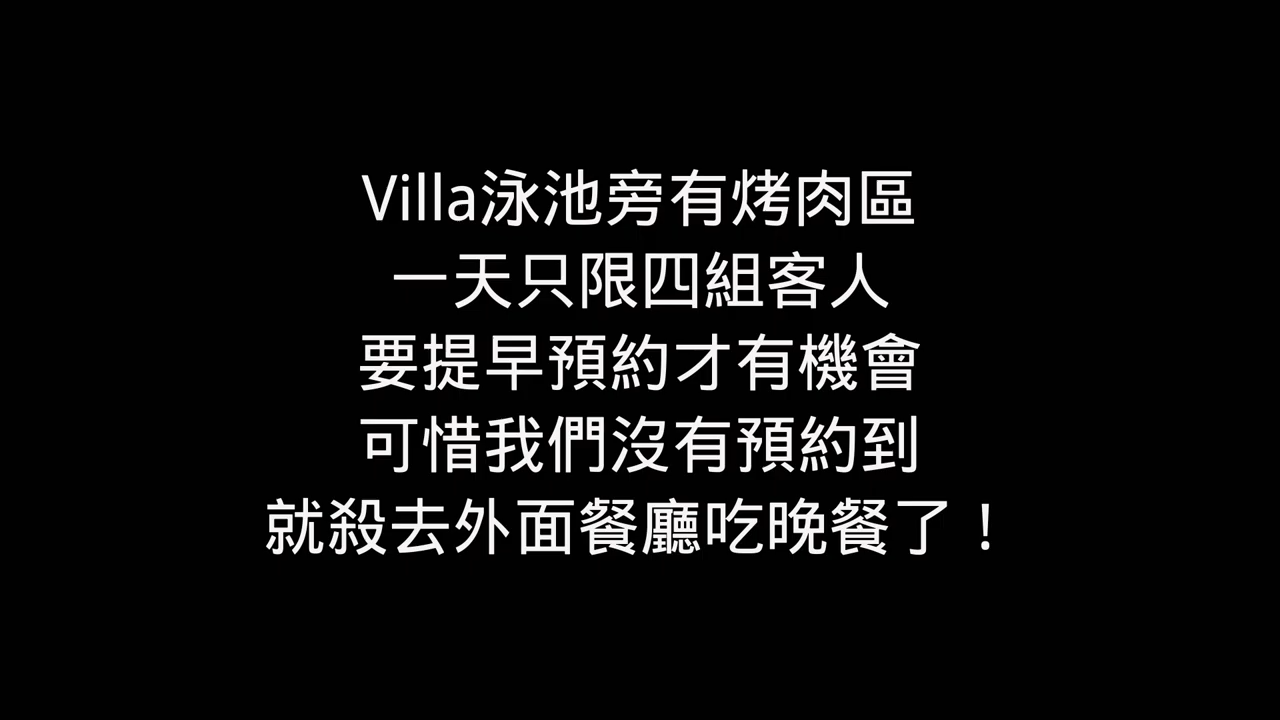 Villa泳池旁有烤肉區
一天只限四組客人
要提早預約才有機會
可惜我們沒有預約到
就殺去外面餐廳吃晚餐了！